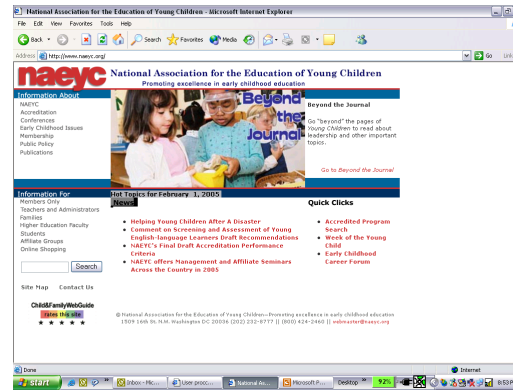 National Association for the Education of Young Children - Microsoft Internet Explorer
File Edit View Favorites Tools Help
Back Search Favorites Media
Address http://www.naeyc.org/ Go Link
naeyc National Association for the Education of Young Children
Promoting excellence in early childhood education
Information About
NAEYC
Accreditation
Conferences
Early Childhood Issues
Membership
Public Policy
Publications
Beyond
the
Journal
Beyond the Journal
Go "beyond" the pages of
Young Children to read about
leadership and other important
topics.
Go to Beyond the Journal
Information For
Members Only
Teachers and Administrators
Families
Higher Education Faculty
Students
Affiliate Groups
Online Shopping
Search
Site Map Contact Us
Child&FamilyWebGuide
rates this site
Hot Topics for February 1, 2005
News
Helping Young Children After A Disaster
Comment on Screening and Assessment of Young
English-language Learners Draft Recommendations
NAEYC's Final Draft Accreditation Performance
Criteria
NAEYC offers Management and Affiliate Seminars
Across the Country in 2005
Quick Clicks
Accredited Program
Search
Week of the Young
Child
Early Childhood
Career Forum
© National Association for the Education of Young Children—Promoting excellence in early childhood education
1509 16th St. N.W. Washington DC 20036 (202) 232-8777 || (800) 424-2460 || webmaster@naeyc.org
Done Internet
start Inbox - Mic... User procc... National As... Microsoft P... Desktop 92% 8:53 P